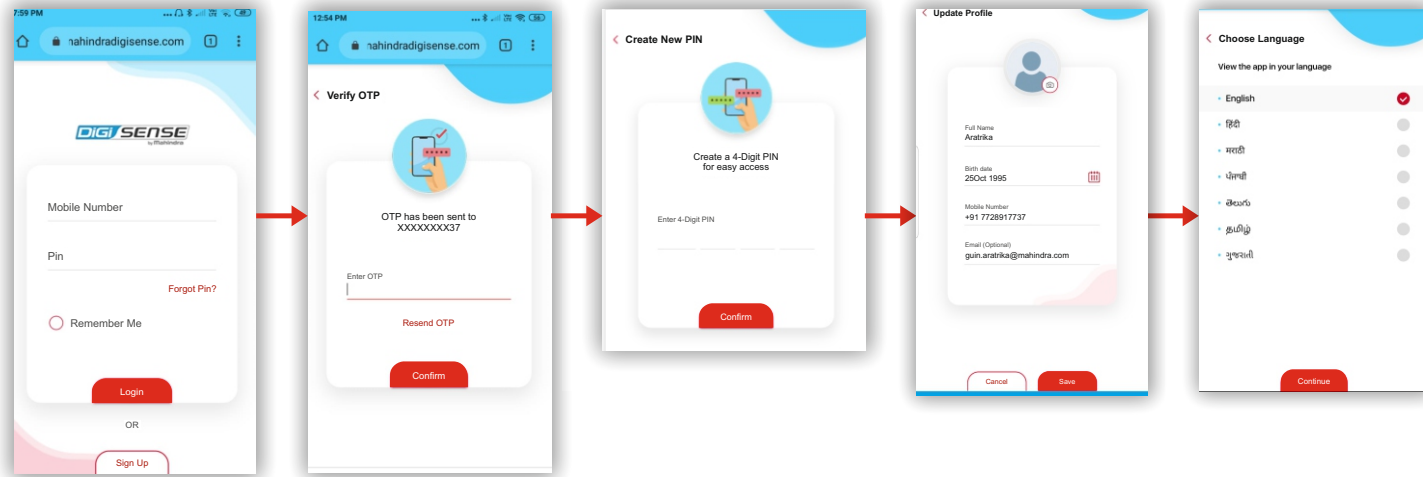 7:59 PM
nahindradigisense.com
1
DIGI SENSE
by Mahindra
Mobile Number
Pin
Forgot Pin?
Remember Me
Login
OR
Sign Up
12:54 PM
nahindradigisense.com
1
Verify OTP
OTP has been sent to
XXXXXXXX37
Enter OTP
Resend OTP
Confirm
Create New PIN
Create a 4-Digit PIN
for easy access
Enter 4-Digit PIN
Confirm
Update Profile
Full Name
Aratrika
Birth date
25Oct 1995
Mobile Number
+91 7728917737
Email (Optional)
guin.aratrika@mahindra.com
Cancel
Save
Choose Language
View the app in your language
English
हिंदी
मराठी
ਪੰਜਾਬੀ
తెలుగు
தமிழ்
ગુજરાતી
Continue